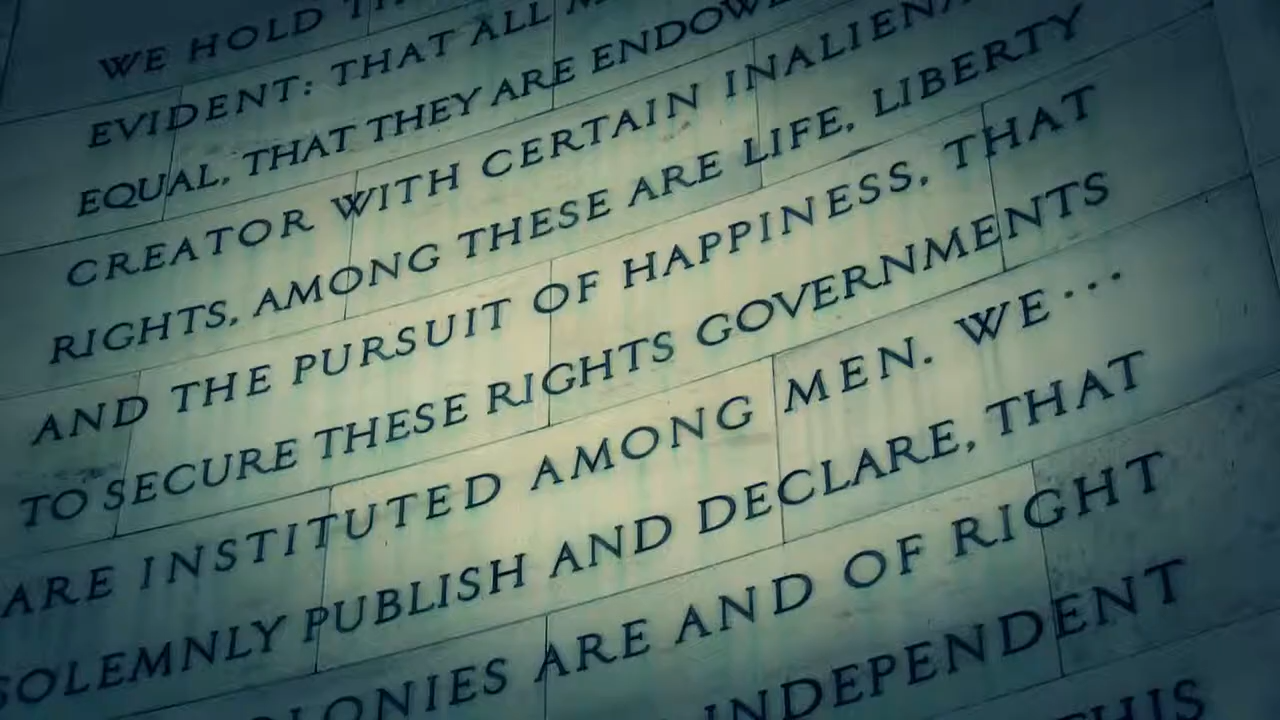 WE HOLD
EVIDENT: THAT ALL
EQUAL, THAT THEY ARE
CREATOR WITH CERTAIN
RIGHTS, AMONG THESE ARE LIFE, LIBERTY
AND THE PURSUIT OF HAPPINESS, THAT
TO SECURE THESE RIGHTS GOVERNMENTS
ARE INSTITUTED AMONG MEN. WE...
SOLEMNLY PUBLISH AND DECLARE, THAT
ARE AND OF RIGHT
INDEPENDENT